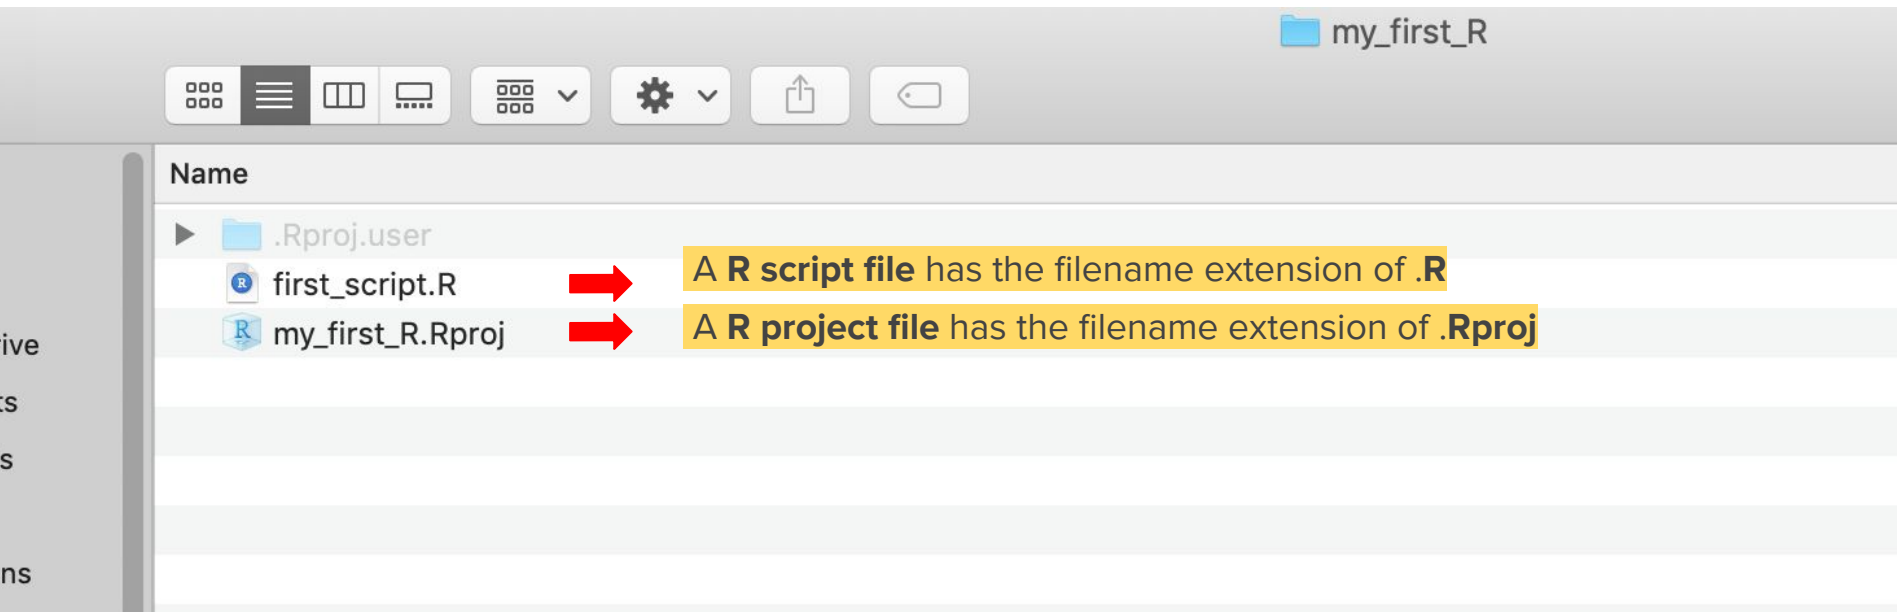 my_first_R
Name
.Rproj.user
first_script.R
A R script file has the filename extension of .R
my_first_R.Rproj
A R project file has the filename extension of .Rproj
ive
ts
s
ns